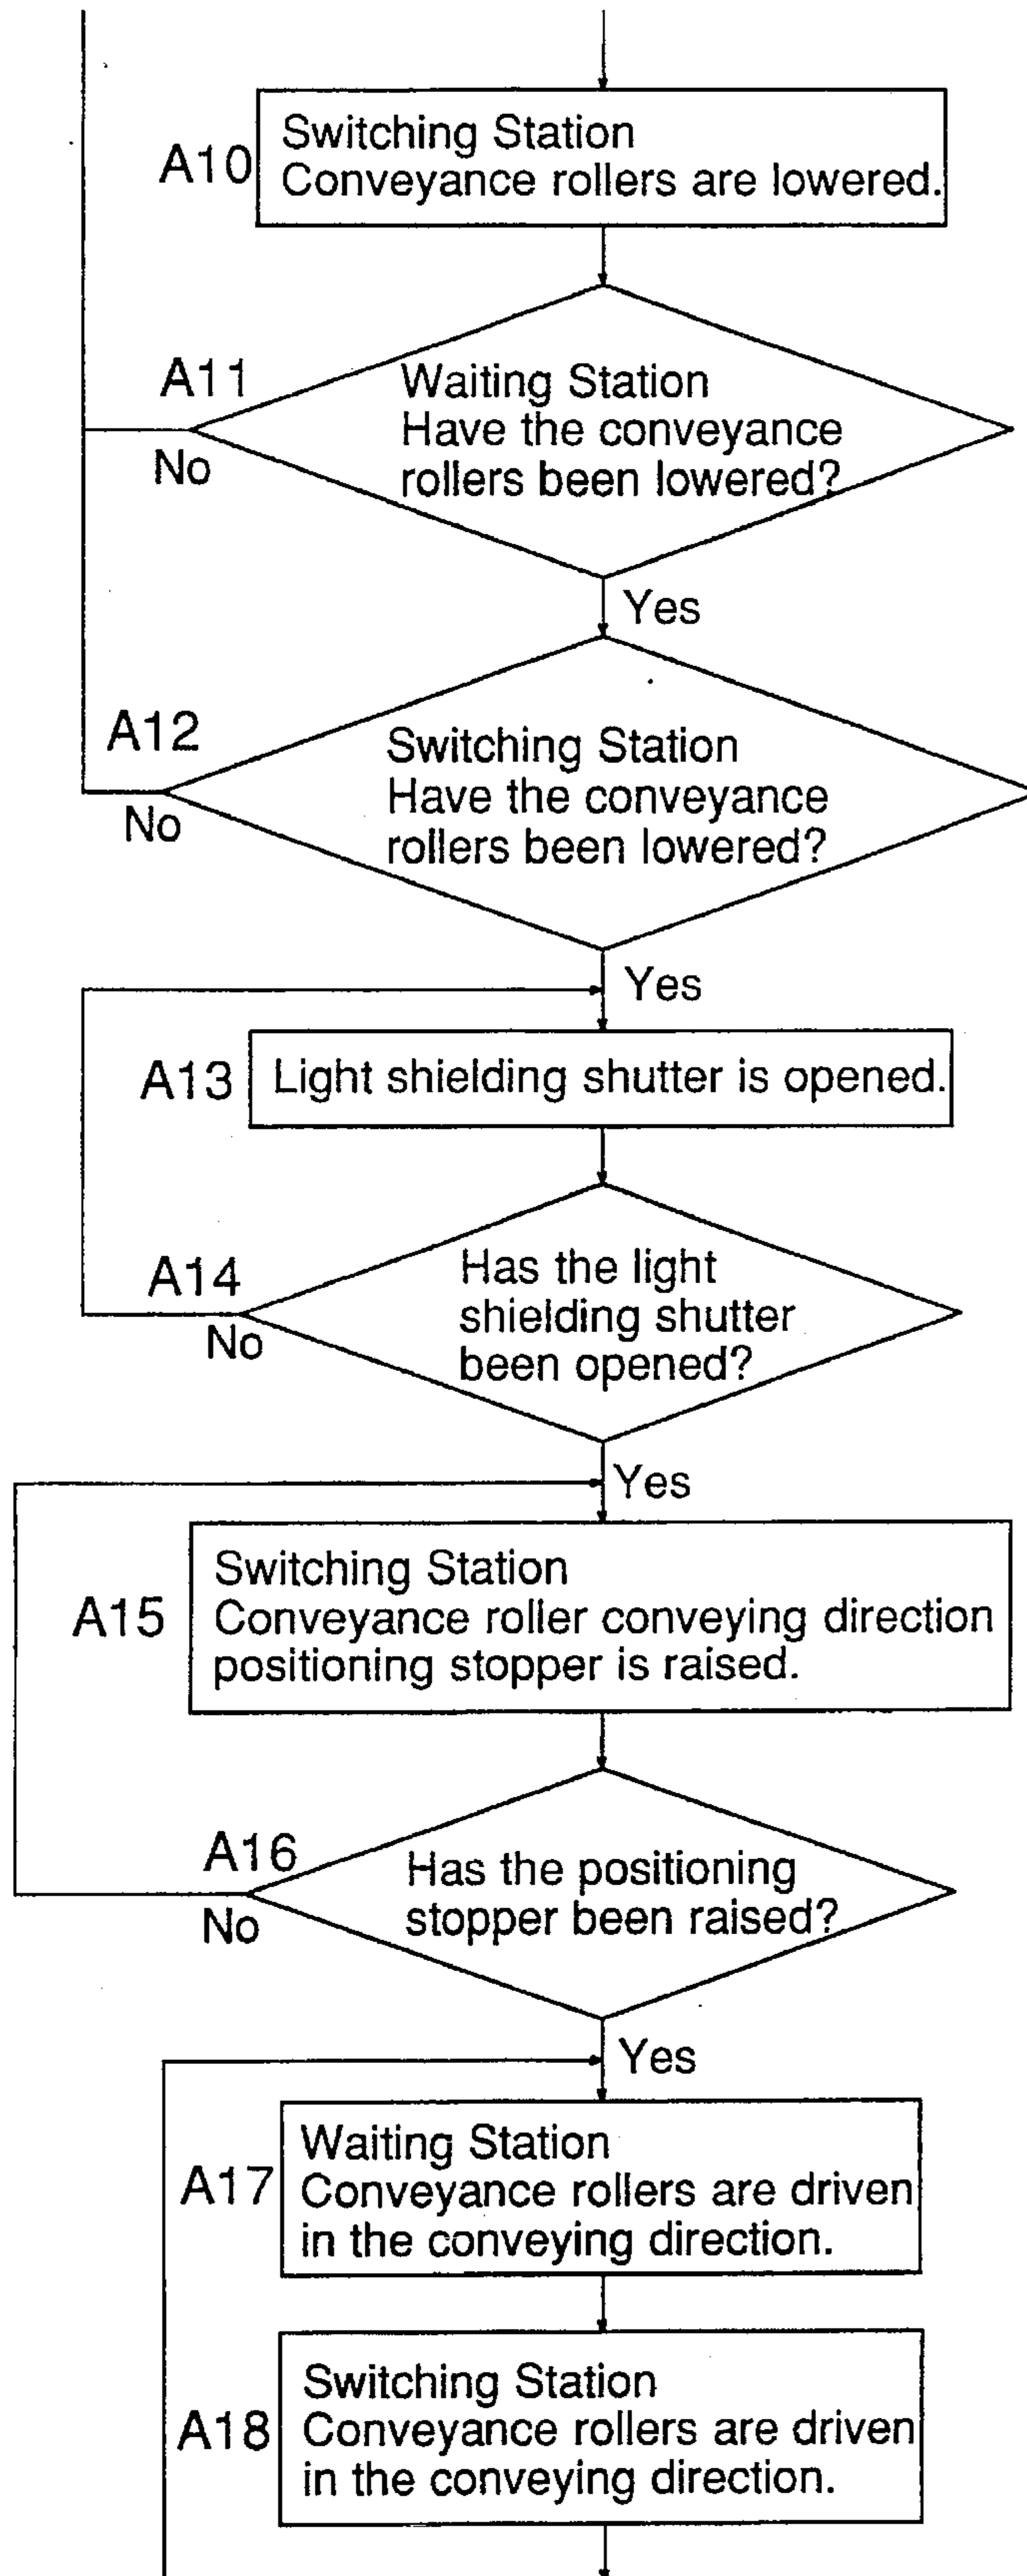 A10
Switching Station
Conveyance rollers are lowered.
A11
Waiting Station
Have the conveyance
rollers been lowered?
No
Yes
A12
Switching Station
Have the conveyance
rollers been lowered?
No
Yes
A13
Light shielding shutter is opened.
A14
Has the light
shielding shutter
been opened?
No
Yes
A15
Switching Station
Conveyance roller conveying direction
positioning stopper is raised.
A16
Has the positioning
stopper been raised?
No
Yes
A17
Waiting Station
Conveyance rollers are driven
in the conveying direction.
A18
Switching Station
Conveyance rollers are driven
in the conveying direction.